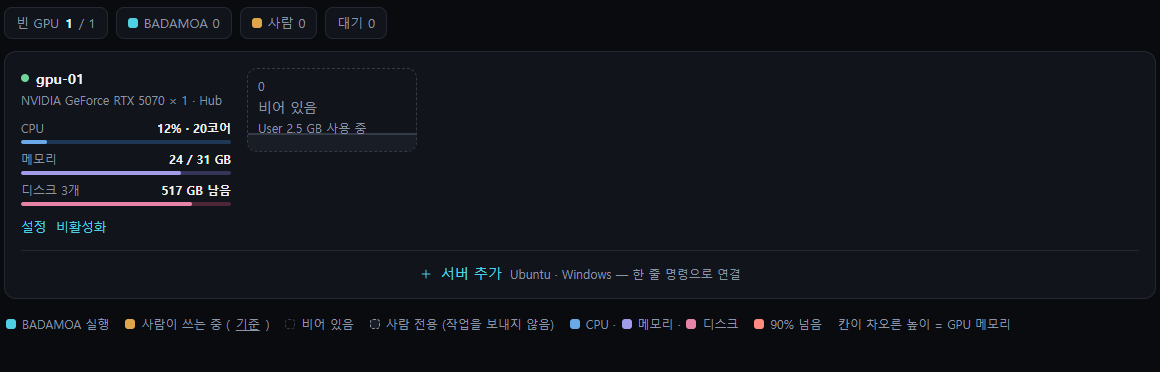 빈 GPU 1 / 1
BADAMOA 0
사람 0
대기 0
gpu-01
NVIDIA GeForce RTX 5070 × 1 · Hub
CPU 12% · 20코어
메모리 24 / 31 GB
디스크 3개 517 GB 남음
설정 비활성화
0
비어 있음
User 2.5 GB 사용 중
+ 서버 추가 Ubuntu · Windows — 한 줄 명령으로 연결
BADAMOA 실행 사람이 쓰는 중 ( 기준 ) 비어 있음 사람 전용 (작업을 보내지 않음) CPU · 메모리 · 디스크 90% 넘음 칸이 차오른 높이 = GPU 메모리